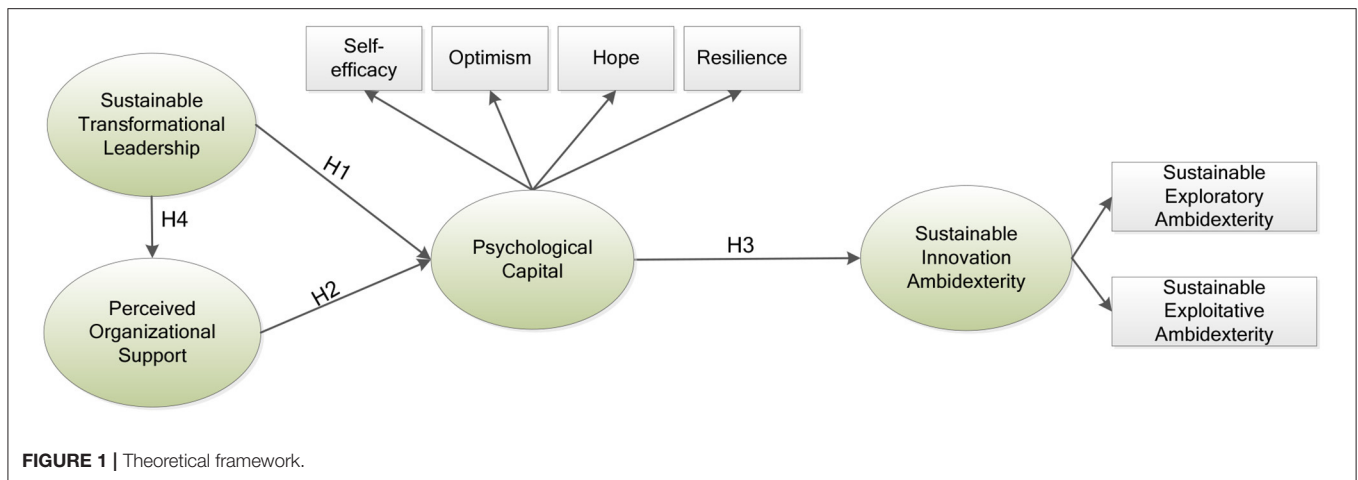 Self-
efficacy
Optimism
Hope
Resilience
Sustainable
Transformational
Leadership
H1
H4
Perceived
Organizational
Support
H2
Psychological
Capital
H3
Sustainable
Innovation
Ambidexterity
Sustainable
Exploratory
Ambidexterity
Sustainable
Exploitative
Ambidexterity
FIGURE 1 | Theoretical framework.